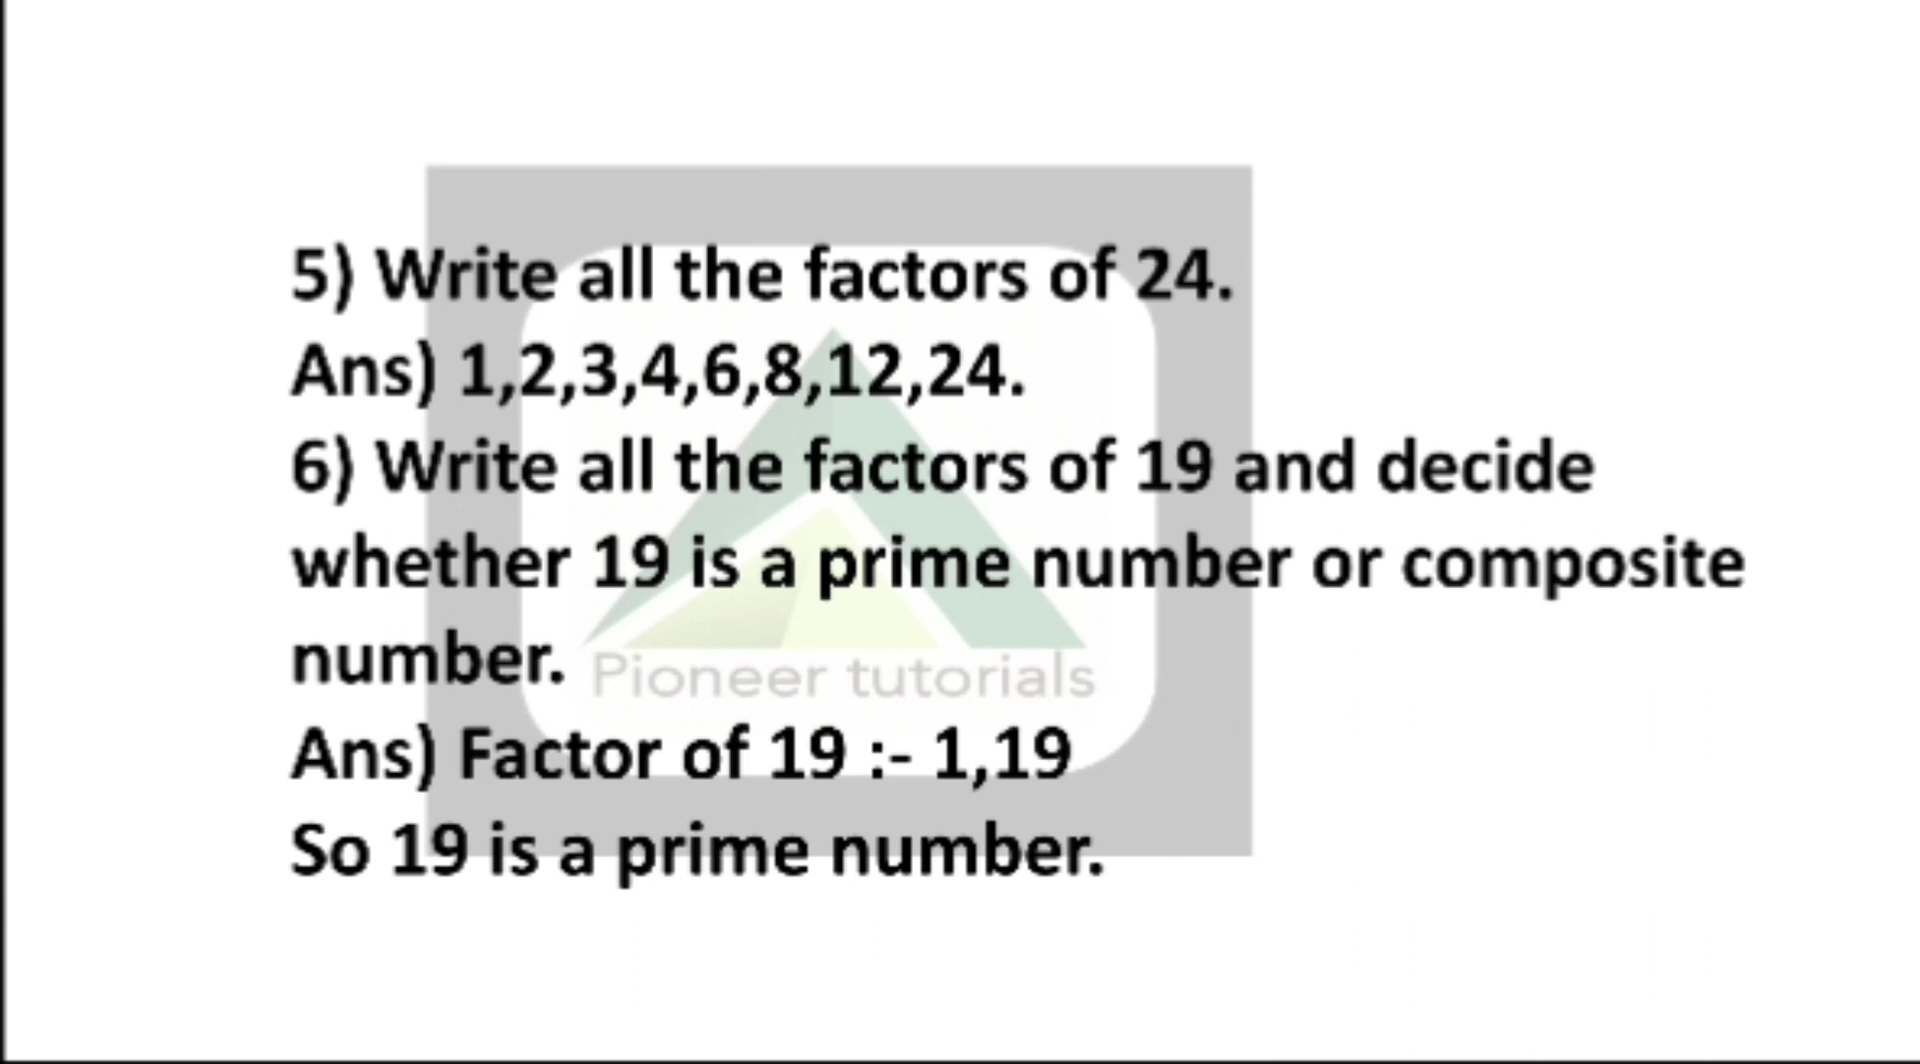 5) Write all the factors of 24.
Ans) 1,2,3,4,6,8,12,24.
6) Write all the factors of 19 and decide
whether 19 is a prime number or composite
number.
Pioneer tutorials
Ans) Factor of 19 :- 1,19
So 19 is a prime number.